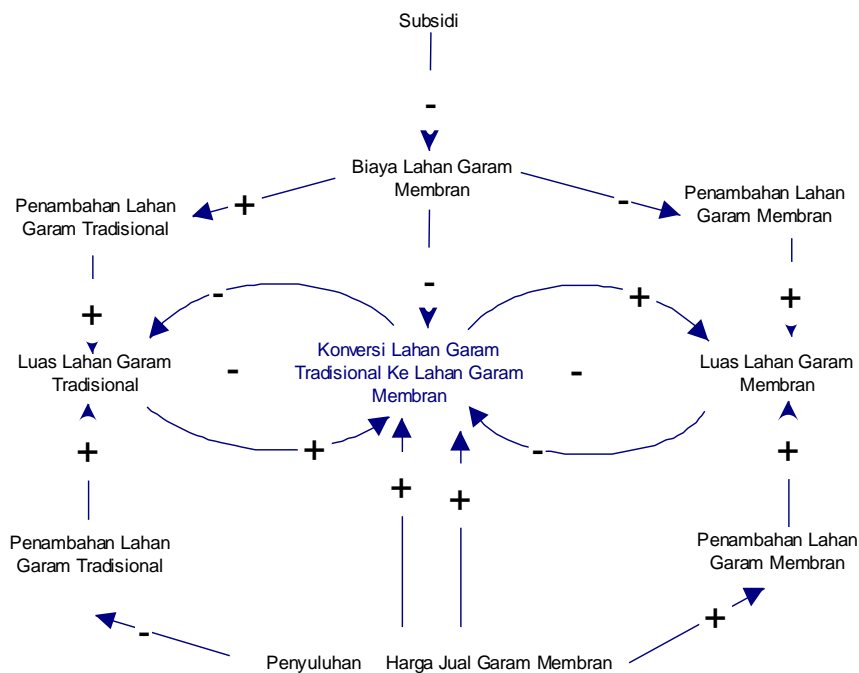 Subsidi
-
Biaya Lahan Garam
Membran
Penambahan Lahan
Garam Tradisional
+
-
Penambahan Lahan
Garam Membran
+
-
+
-
+
Luas Lahan Garam
Tradisional
-
Konversi Lahan Garam
Tradisional Ke Lahan Garam
Membran
-
Luas Lahan Garam
Membran
+
+
-
+
+
+
Penambahan Lahan
Garam Tradisional
Penambahan Lahan
Garam Membran
-
+
Penyuluhan
Harga Jual Garam Membran